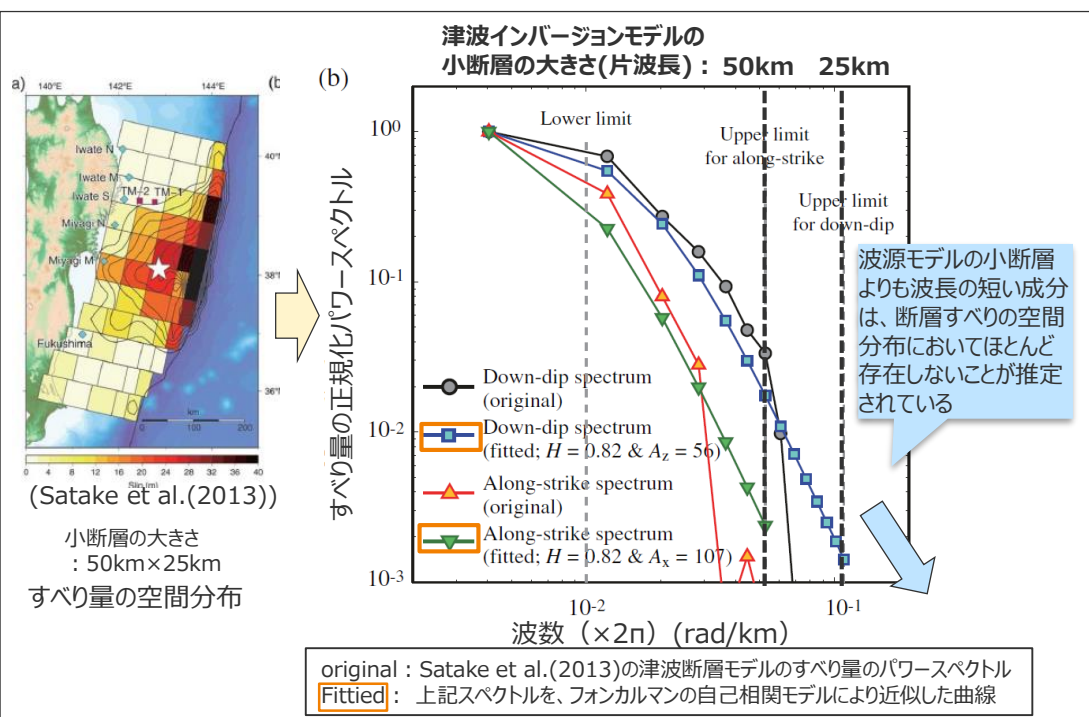 津波インバージョンモデルの
小断層の大きさ(片波長)： 50km 25km
a) 140°E 142°E 144°E (b
Iwate N
Iwate M
Iwate S TM-2 TM-1
Miyagi N
Miyagi M
Fukushima
40°
38°
36°
km
0 100 200
0 4 8 12 16 20 24 28 32 36 40
Slip (m)
(Satake et al.(2013))
小断層の大きさ
：50km×25km
すべり量の空間分布
(b)
すべり量の正規化パワースペクトル
10⁰
10-1
10-2
10-3
Lower limit
Upper limit
for along-strike
Upper limit
for down-dip
Down-dip spectrum
(original)
Down-dip spectrum
(fitted; H = 0.82 & Az = 56)
Along-strike spectrum
(original)
Along-strike spectrum
(fitted; H = 0.82 & Ax = 107)
10-2 10-1
波数（×2π）(rad/km)
波源モデルの小断層
よりも波長の短い成分
は、断層すべりの空間
分布においてほとんど
存在しないことが推定
されている
original：Satake et al.(2013)の津波断層モデルのすべり量のパワースペクトル
Fittied： 上記スペクトルを、フォンカルマンの自己相関モデルにより近似した曲線